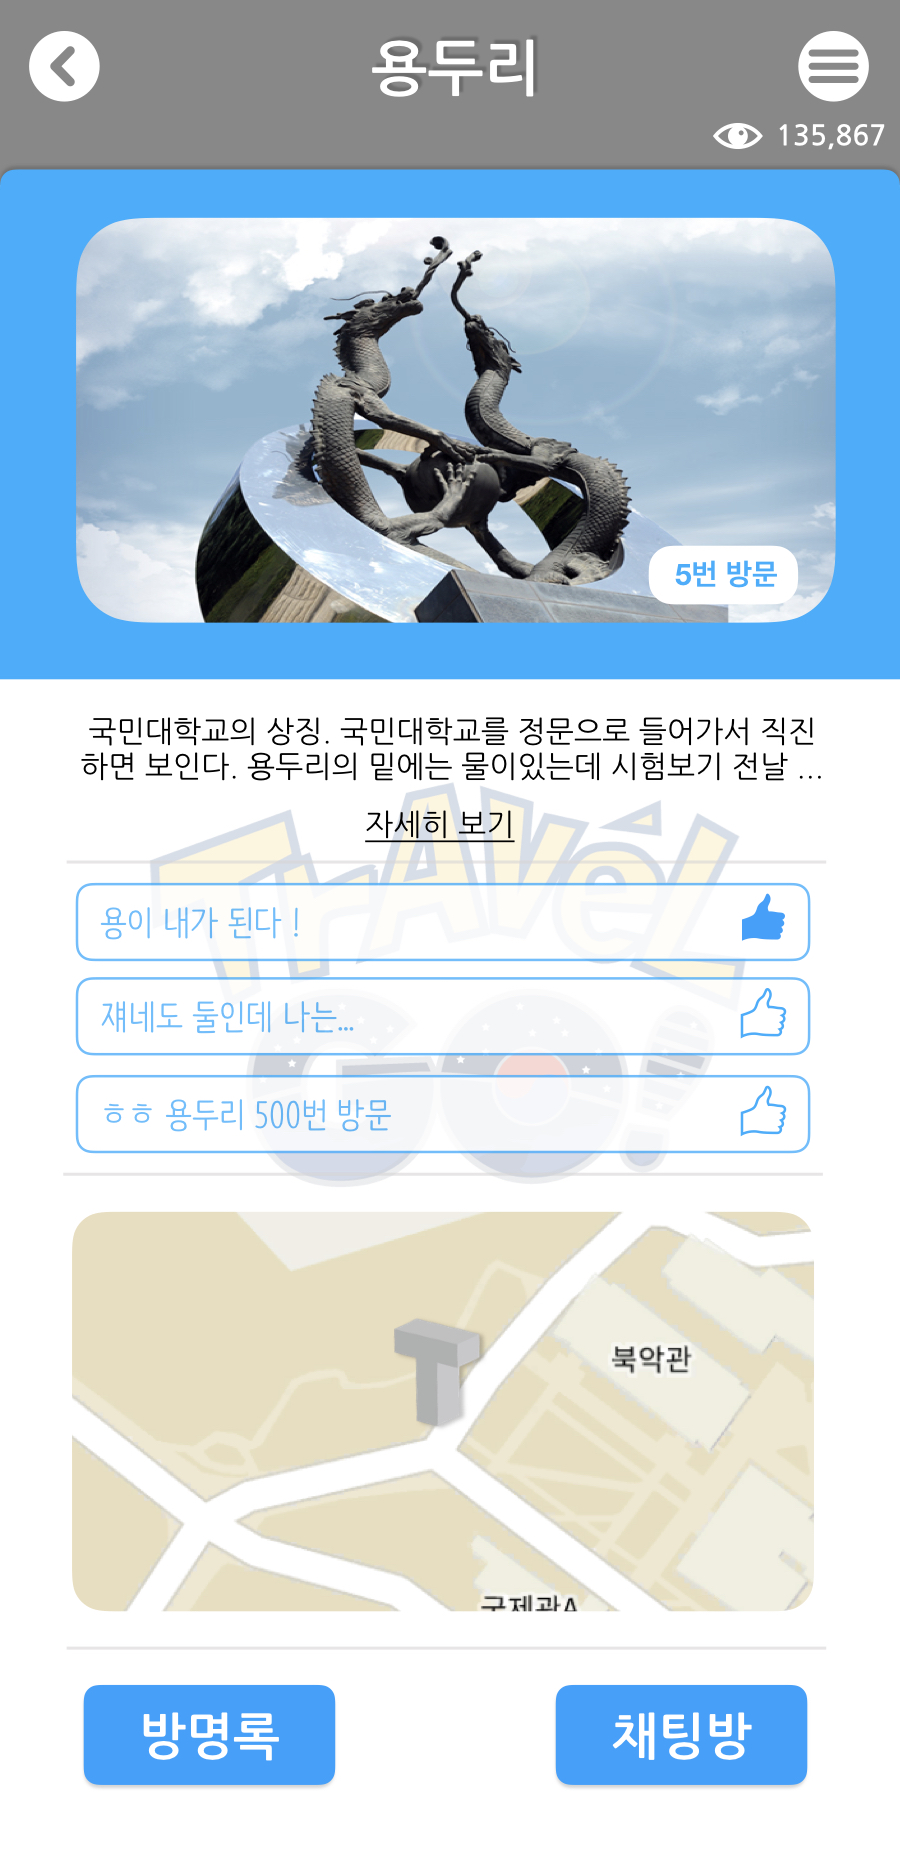 용두리
135,867
5번 방문
국민대학교의 상징. 국민대학교를 정문으로 들어가서 직진
하면 보인다. 용두리의 밑에는 물이있는데 시험보기 전날 ...
자세히 보기
TrAvéL
GO!
용이 내가 된다 !
쟤네도 둘인데 나는...
ㅎㅎ 용두리 500번 방문
북악관
국제관A
방명록
채팅방